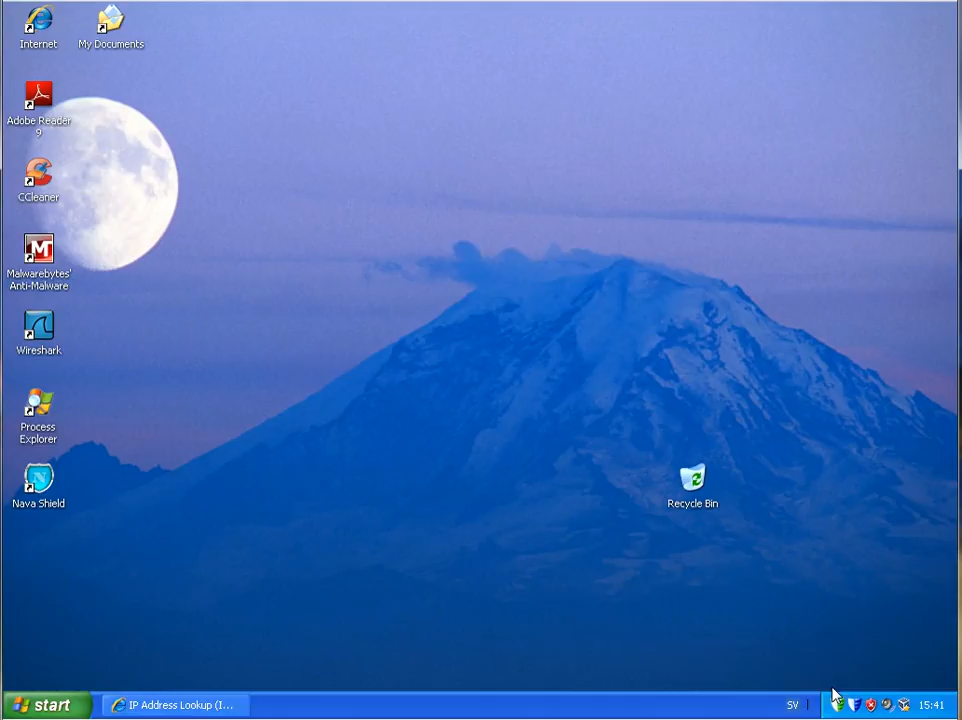 Internet
My Documents
Adobe Reader
9
CCleaner
Malwarebytes'
Anti-Malware
Wireshark
Process
Explorer
Nava Shield
Recycle Bin
start
IP Address Lookup (I...
SV
15:41